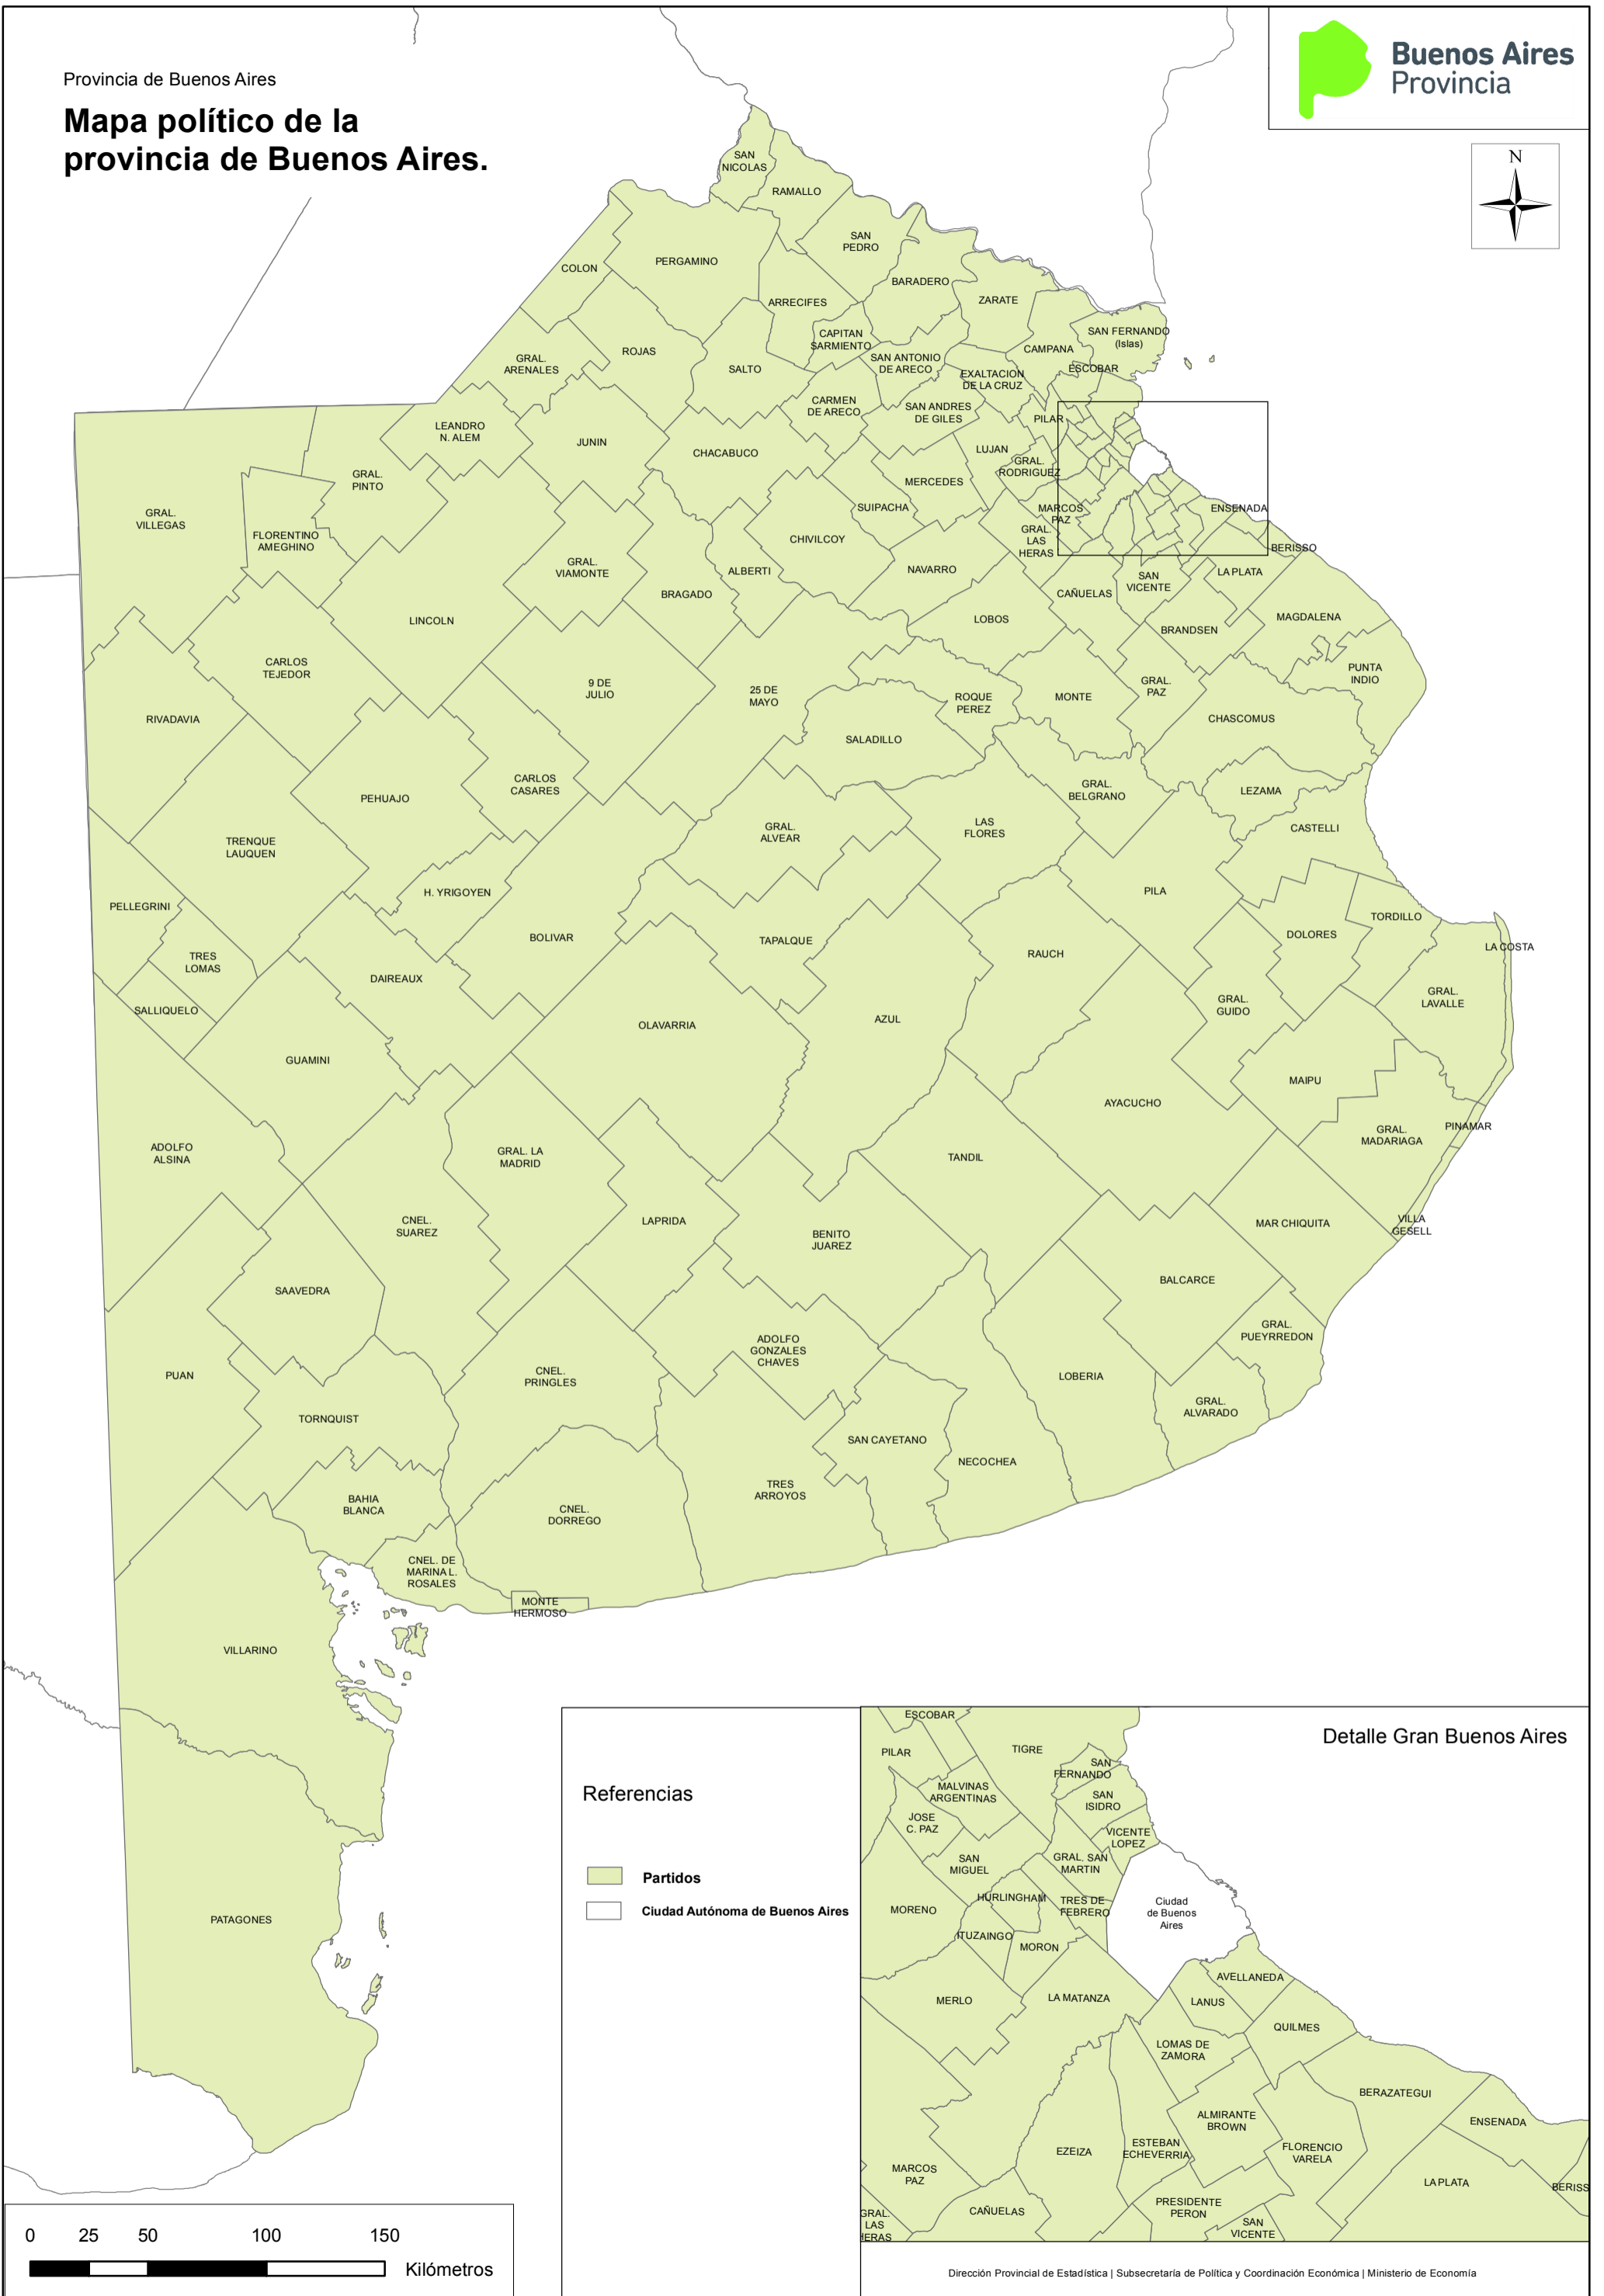 Provincia de Buenos Aires
Mapa político de la
provincia de Buenos Aires.
Buenos Aires
Provincia
N
SAN
NICOLAS
RAMALLO
SAN
PEDRO
COLON
PERGAMINO
BARADERO
ARRECIFES
ZARATE
CAPITAN
SARMIENTO
SAN FERNANDO
(Islas)
GRAL.
ARENALES
ROJAS
SALTO
SAN ANTONIO
DE ARECO
CAMPANA
ESCOBAR
EXALTACION
DE LA CRUZ
CARMEN
DE ARECO
SAN ANDRES
DE GILES
PILAR
LEANDRO
N. ALEM
JUNIN
CHACABUCO
LUJAN
GRAL.
RODRIGUEZ
GRAL.
PINTO
MERCEDES
SUIPACHA
MARCOS
PAZ
ENSENADA
GRAL.
VILLEGAS
FLORENTINO
AMEGHINO
CHIVILCOY
GRAL.
LAS
HERAS
BERISSO
GRAL.
VIAMONTE
ALBERTI
NAVARRO
SAN
VICENTE
LA PLATA
BRAGADO
CAÑUELAS
LINCOLN
LOBOS
BRANDSEN
MAGDALENA
CARLOS
TEJEDOR
PUNTA
INDIO
9 DE
JULIO
25 DE
MAYO
ROQUE
PEREZ
MONTE
GRAL.
PAZ
RIVADAVIA
CHASCOMUS
SALADILLO
CARLOS
CASARES
PEHUAJO
GRAL.
BELGRANO
LEZAMA
TRENQUE
LAUQUEN
GRAL.
ALVEAR
LAS
FLORES
CASTELLI
H. YRIGOYEN
PILA
PELLEGRINI
TORDILLO
BOLIVAR
TAPALQUE
DOLORES
LA COSTA
TRES
LOMAS
DAIREAUX
RAUCH
SALLIQUELO
GRAL.
GUIDO
GRAL.
LAVALLE
OLAVARRIA
AZUL
GUAMINI
MAIPU
AYACUCHO
ADOLFO
ALSINA
GRAL. LA
MADRID
TANDIL
GRAL.
MADARIAGA
PINAMAR
CNEL.
SUAREZ
LAPRIDA
BENITO
JUAREZ
MAR CHIQUITA
VILLA
GESELL
SAAVEDRA
BALCARCE
GRAL.
PUEYRREDON
ADOLFO
GONZALES
CHAVES
PUAN
CNEL.
PRINGLES
LOBERIA
TORNQUIST
GRAL.
ALVARADO
SAN CAYETANO
NECOCHEA
BAHIA
BLANCA
TRES
ARROYOS
CNEL.
DORREGO
CNEL. DE
MARINA L.
ROSALES
MONTE
HERMOSO
VILLARINO
PATAGONES
Referencias
Partidos
Ciudad Autónoma de Buenos Aires
Detalle Gran Buenos Aires
ESCOBAR
PILAR
TIGRE
SAN
FERNANDO
MALVINAS
ARGENTINAS
SAN
ISIDRO
JOSE
C. PAZ
VICENTE
LOPEZ
SAN
MIGUEL
GRAL. SAN
MARTIN
HURLINGHAM
TRES DE
FEBRERO
MORENO
Ciudad
de Buenos
Aires
ITUZAINGO
MORON
AVELLANEDA
MERLO
LA MATANZA
LANUS
QUILMES
LOMAS DE
ZAMORA
BERAZATEGUI
ALMIRANTE
BROWN
ENSENADA
EZEIZA
ESTEBAN
ECHEVERRIA
FLORENCIO
VARELA
MARCOS
PAZ
LA PLATA
BERISS
CAÑUELAS
PRESIDENTE
PERON
GRAL.
LAS
HERAS
SAN
VICENTE
0 25 50 100 150
Kilómetros
Dirección Provincial de Estadística | Subsecretaría de Política y Coordinación Económica | Ministerio de Economía